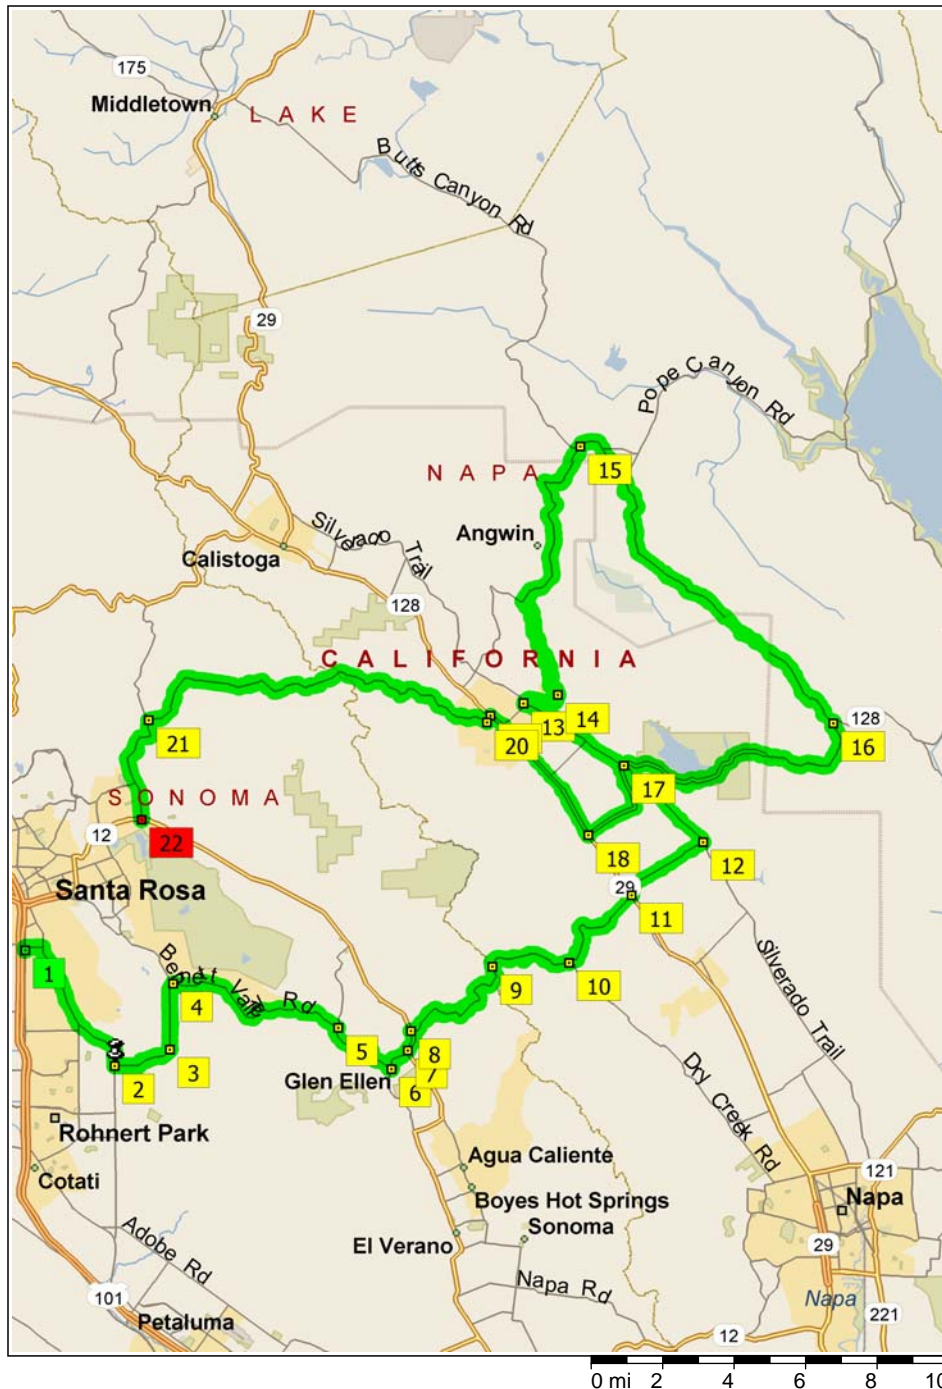 175
Middletown
LAKE
Butts Canyon Rd
29
Pope Canyon Rd
NAPA
15
Silverado Trail
Angwin
Calistoga
128
CALIFORNIA
13
14
128
20
16
21
17
SONOMA
12
22
18
12
29
Santa Rosa
11
1
9
10
Silverado Trail
4
Bennett Valley Rd
2
3
5
8
7
Glen Ellen
6
Dry Creek Rd
Rohnert Park
Agua Caliente
121
Cotati
Boyes Hot Springs
Napa
Sonoma
El Verano
29
Adobe Rd
Napa Rd
101
Napa
Petaluma
221
12
0 mi 2 4 6 8 10